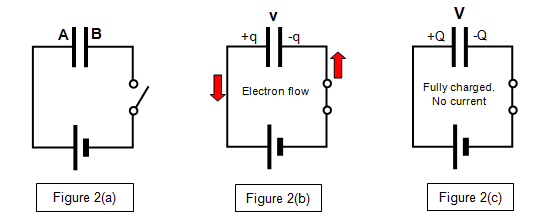 A B
Figure 2(a)
v
+q -q
Electron flow
Figure 2(b)
V
+Q -Q
Fully charged.
No current
Figure 2(c)